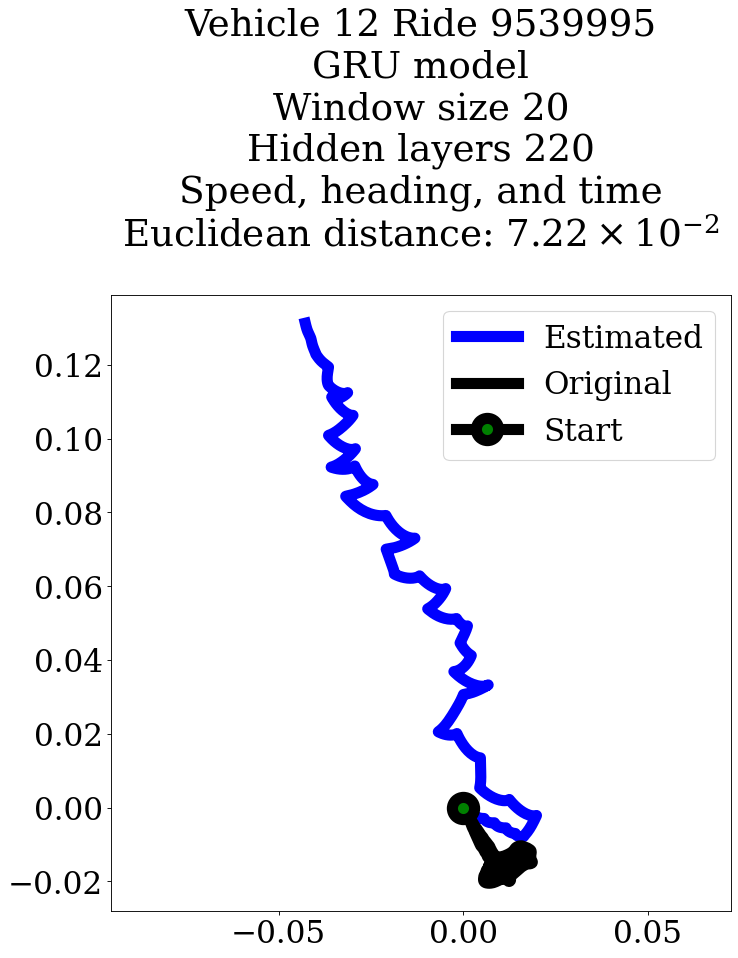 Vehicle 12 Ride 9539995
GRU model
Window size 20
Hidden layers 220
Speed, heading, and time
Euclidean distance: 7.22 × 10⁻²
Estimated
Original
Start
0.12
0.10
0.08
0.06
0.04
0.02
0.00
−0.02
−0.05 0.00 0.05